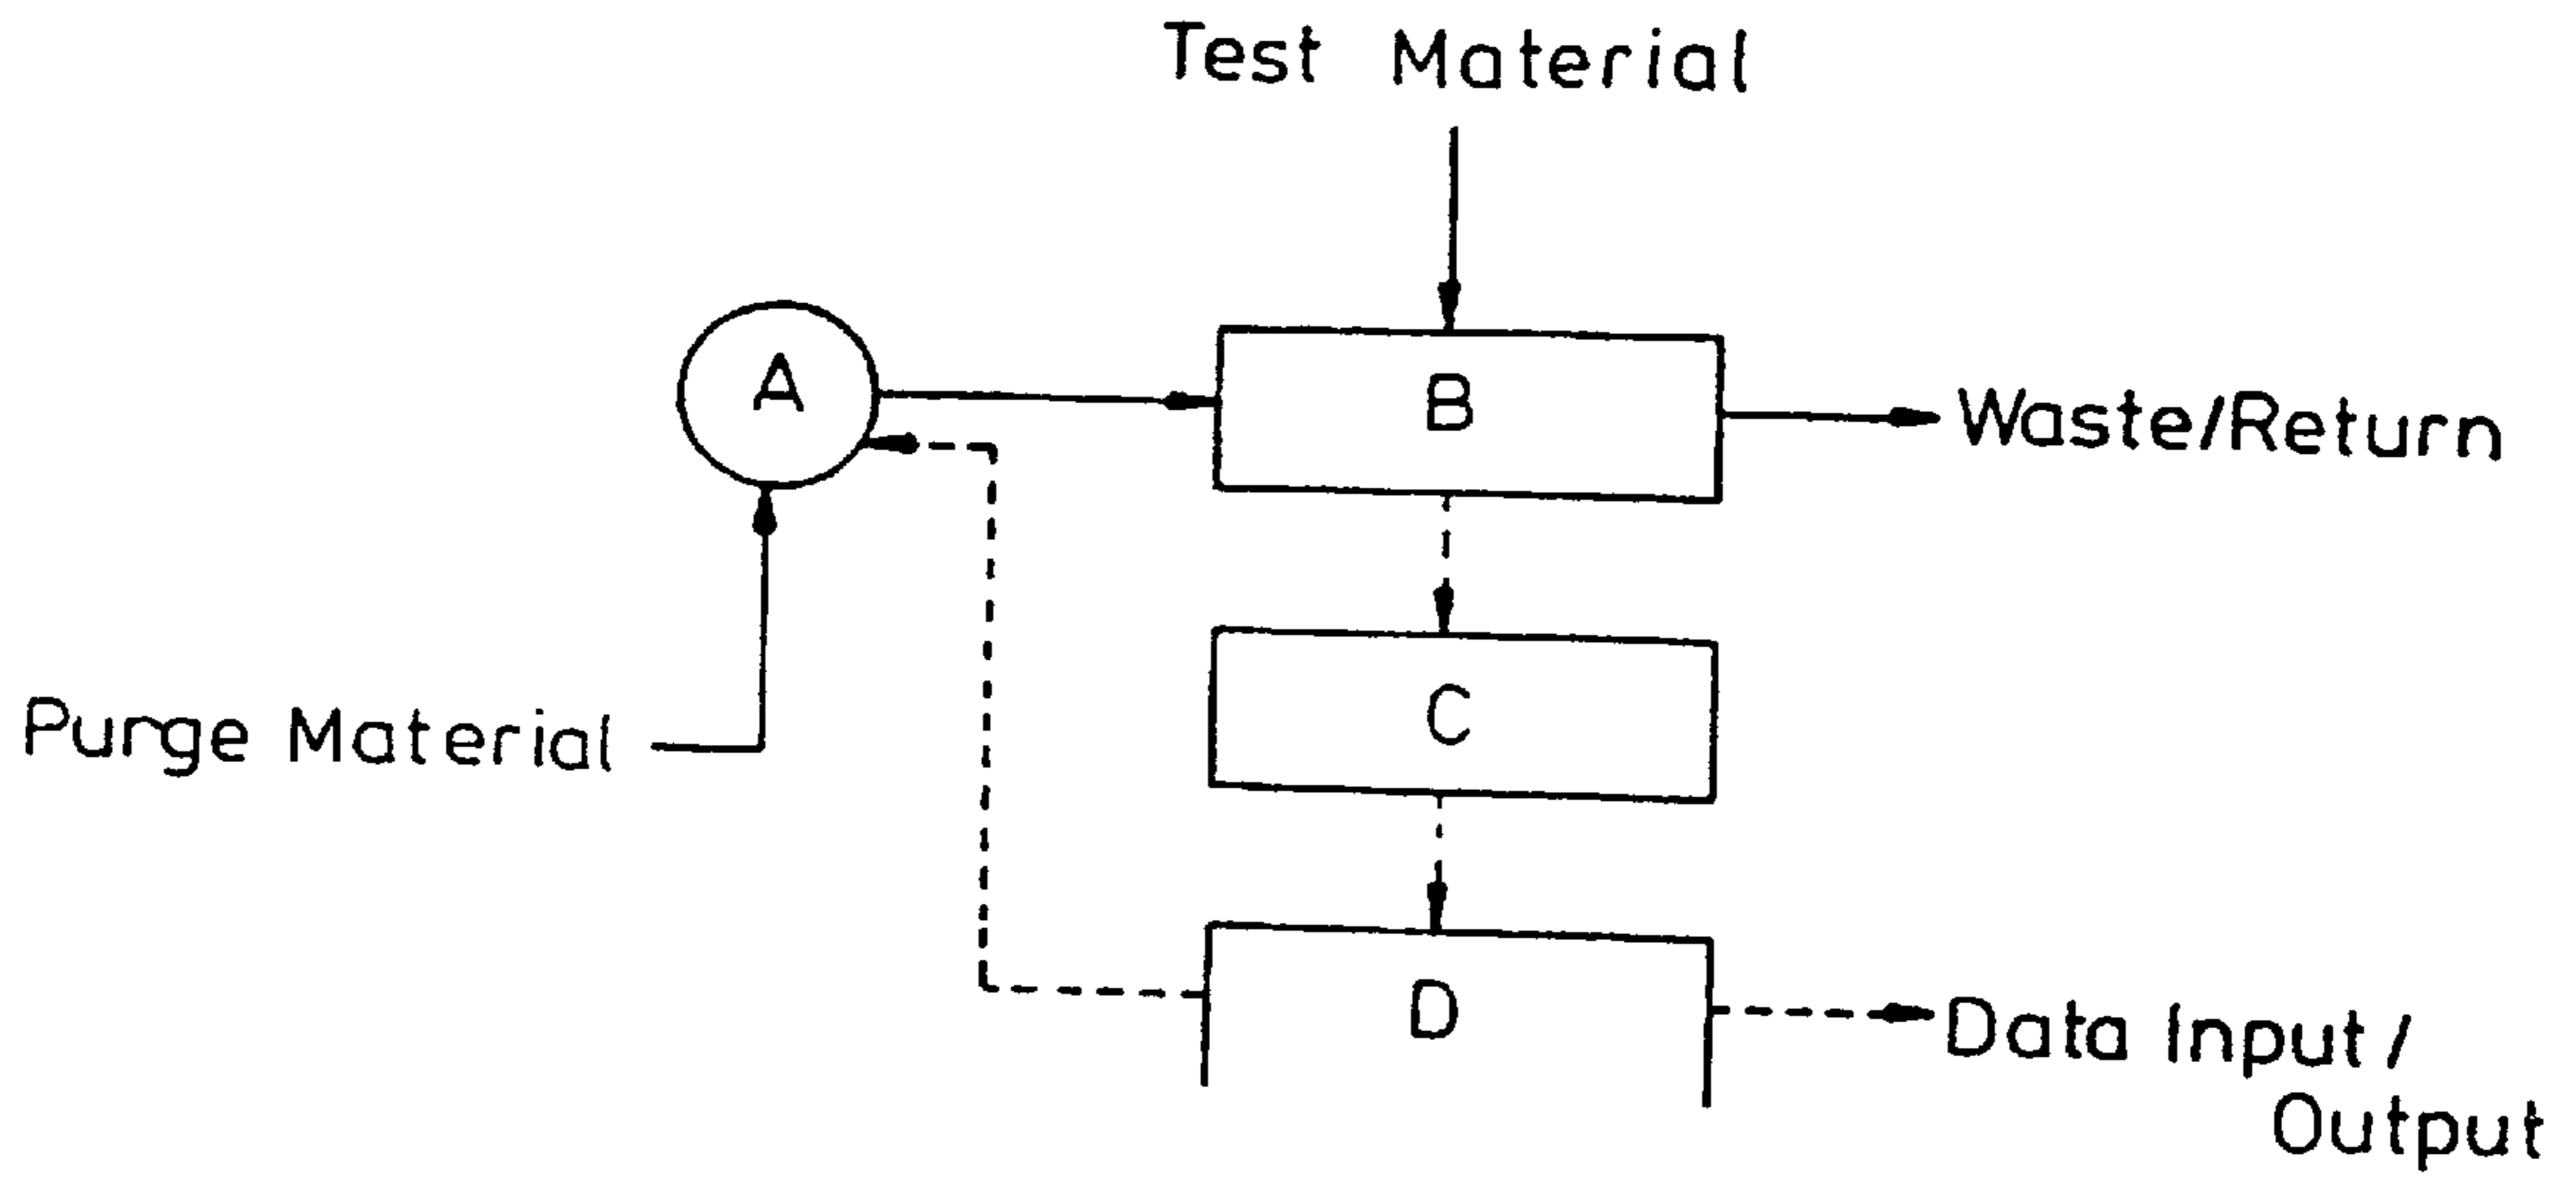 Test Material
A
B
Waste/Return
Purge Material
C
D
Data Input/
Output